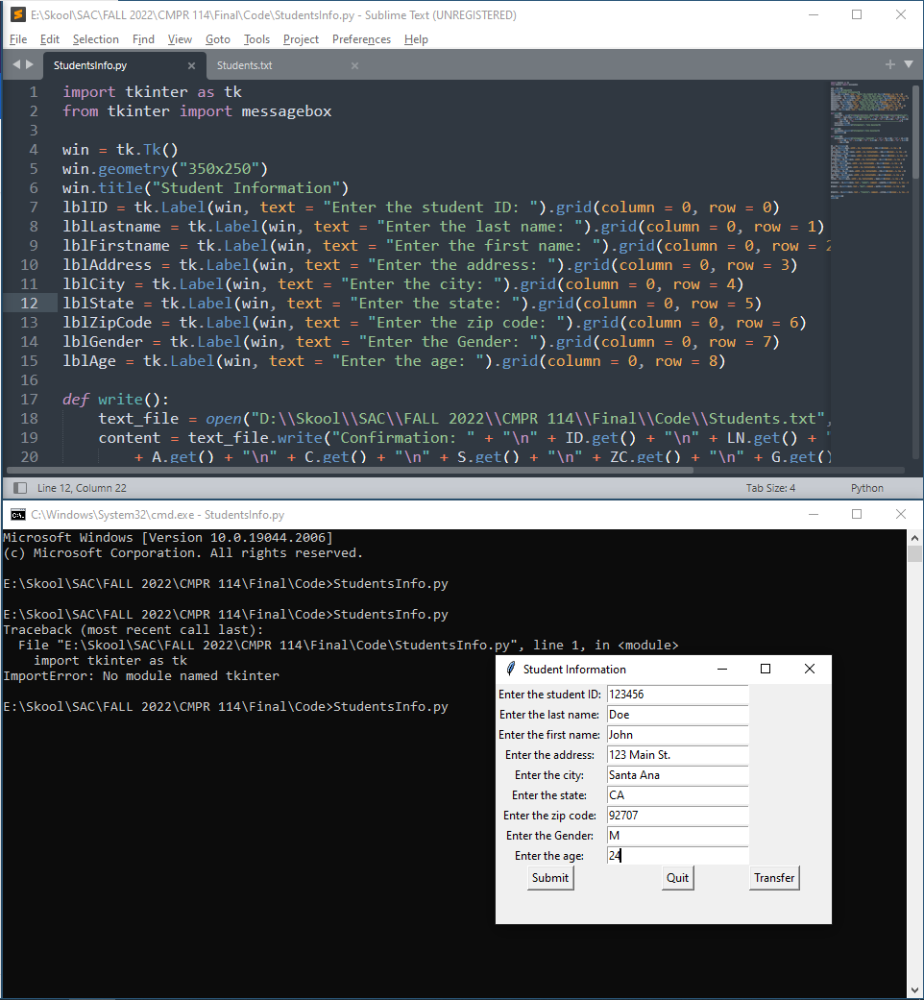 E:\Skool\SAC\FALL 2022\CMPR 114\Final\Code\StudentsInfo.py - Sublime Text (UNREGISTERED)
File Edit Selection Find View Goto Tools Project Preferences Help
StudentsInfo.py Students.txt
1 import tkinter as tk
2 from tkinter import messagebox
3
4 win = tk.Tk()
5 win.geometry("350x250")
6 win.title("Student Information")
7 lblID = tk.Label(win, text = "Enter the student ID: ").grid(column = 0, row = 0)
8 lblLastname = tk.Label(win, text = "Enter the last name: ").grid(column = 0, row = 1)
9 lblFirstname = tk.Label(win, text = "Enter the first name: ").grid(column = 0, row = 2
10 lblAddress = tk.Label(win, text = "Enter the address: ").grid(column = 0, row = 3)
11 lblCity = tk.Label(win, text = "Enter the city: ").grid(column = 0, row = 4)
12 lblState = tk.Label(win, text = "Enter the state: ").grid(column = 0, row = 5)
13 lblZipCode = tk.Label(win, text = "Enter the zip code: ").grid(column = 0, row = 6)
14 lblGender = tk.Label(win, text = "Enter the Gender: ").grid(column = 0, row = 7)
15 lblAge = tk.Label(win, text = "Enter the age: ").grid(column = 0, row = 8)
16
17 def write():
18 text_file = open("D:\\Skool\\SAC\\FALL 2022\\CMPR 114\\Final\\Code\\Students.txt",
19 content = text_file.write("Confirmation: " + "\n" + ID.get() + "\n" + LN.get() + "
20 + A.get() + "\n" + C.get() + "\n" + S.get() + "\n" + ZC.get() + "\n" + G.get()
Line 12, Column 22 Tab Size: 4 Python
C:\Windows\System32\cmd.exe - StudentsInfo.py
Microsoft Windows [Version 10.0.19044.2006]
(c) Microsoft Corporation. All rights reserved.
E:\Skool\SAC\FALL 2022\CMPR 114\Final\Code>StudentsInfo.py
E:\Skool\SAC\FALL 2022\CMPR 114\Final\Code>StudentsInfo.py
Traceback (most recent call last):
File "E:\Skool\SAC\FALL 2022\CMPR 114\Final\Code\StudentsInfo.py", line 1, in <module>
import tkinter as tk
ImportError: No module named tkinter
E:\Skool\SAC\FALL 2022\CMPR 114\Final\Code>StudentsInfo.py
Student Information
Enter the student ID: 123456
Enter the last name: Doe
Enter the first name: John
Enter the address: 123 Main St.
Enter the city: Santa Ana
Enter the state: CA
Enter the zip code: 92707
Enter the Gender: M
Enter the age: 24
Submit Quit Transfer